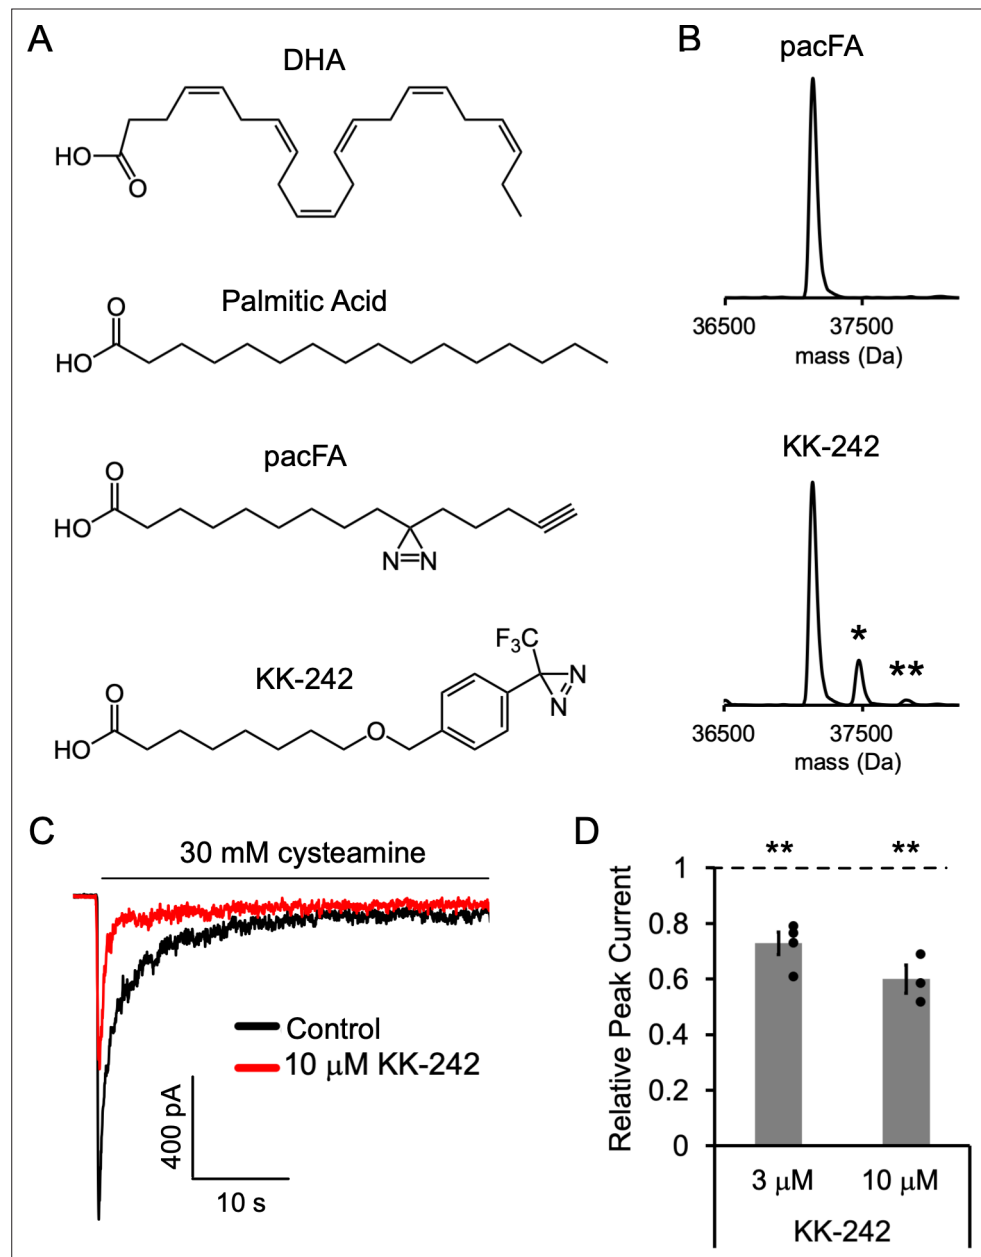 A
DHA
HO
O
Palmitic Acid
O
HO
pacFA
O
HO
N=N
KK-242
F₃C
N
N
O
O
HO
B
pacFA
36500 37500
mass (Da)
KK-242
*
**
36500 37500
mass (Da)
C
30 mM cysteamine
Control
10 μM KK-242
400 pA
10 s
D
** **
1
0.8
0.6
0.4
0.2
0
Relative Peak Current
3 μM 10 μM
KK-242